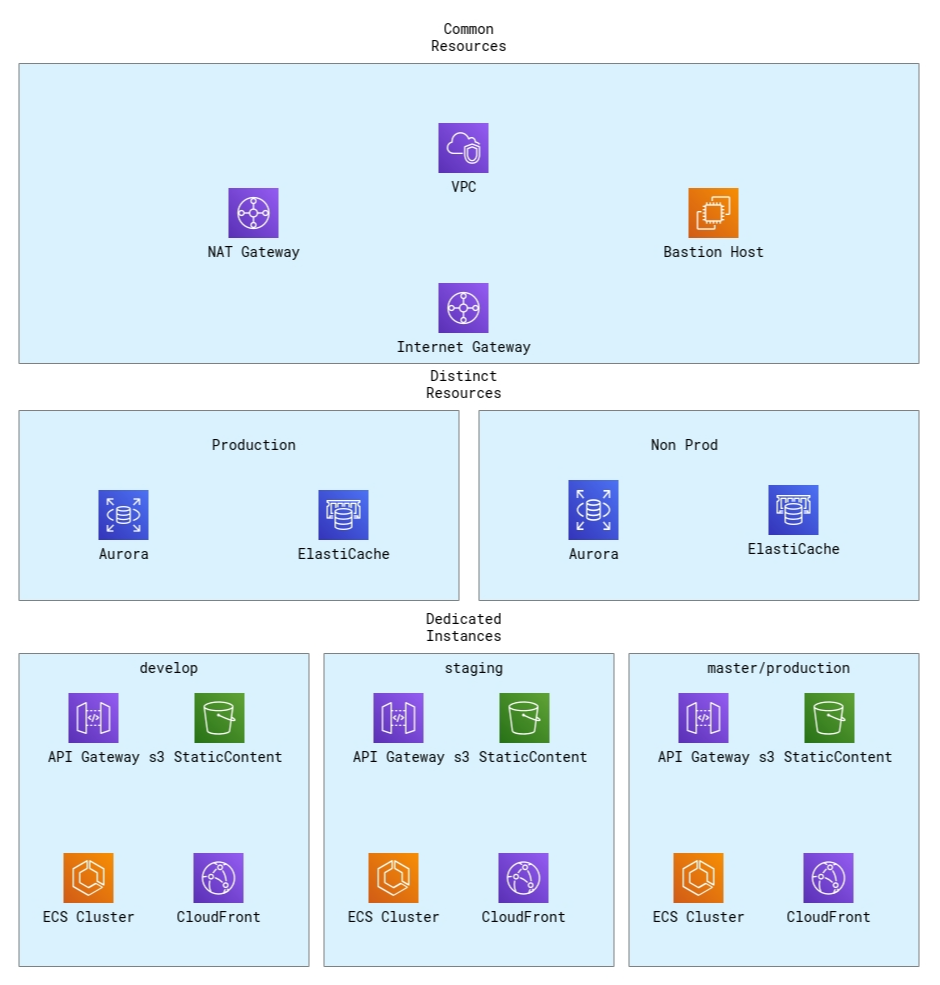 Common
Resources
VPC
NAT Gateway
Bastion Host
Internet Gateway
Distinct
Resources
Production
Aurora
ElastiCache
Non Prod
Aurora
ElastiCache
Dedicated
Instances
develop
API Gateway
s3 StaticContent
ECS Cluster
CloudFront
staging
API Gateway
s3 StaticContent
ECS Cluster
CloudFront
master/production
API Gateway
s3 StaticContent
ECS Cluster
CloudFront